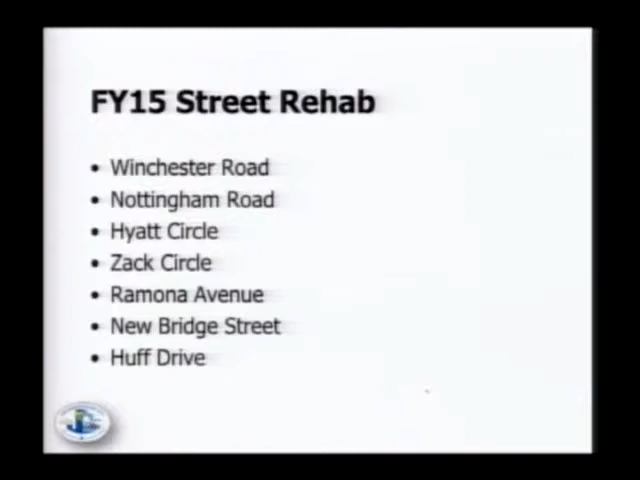 FY15 Street Rehab
• Winchester Road
• Nottingham Road
• Hyatt Circle
• Zack Circle
• Ramona Avenue
• New Bridge Street
• Huff Drive